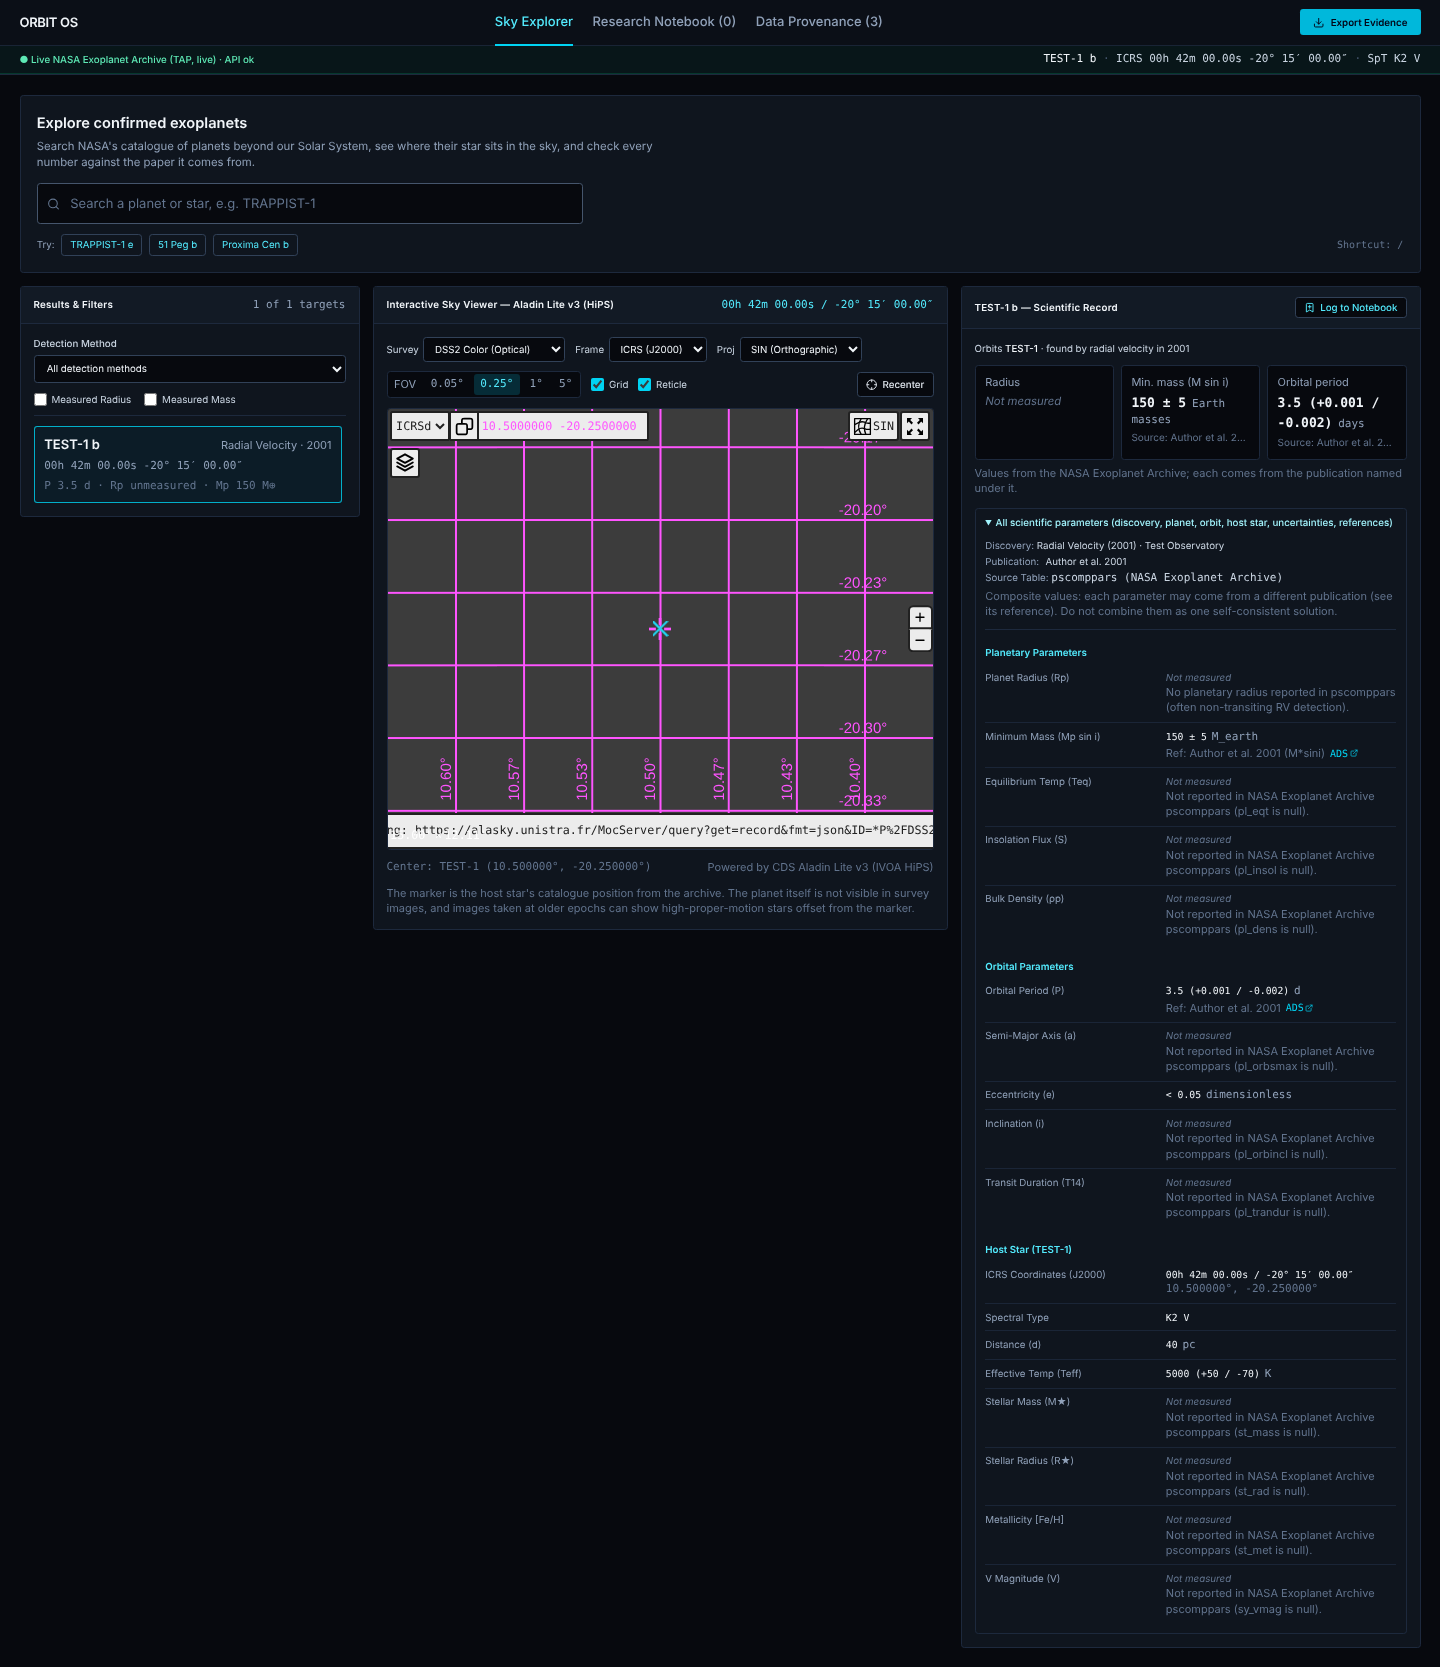 ORBIT OS
Sky Explorer
Research Notebook (0)
Data Provenance (3)
Export Evidence
Live NASA Exoplanet Archive (TAP, live) · API ok
TEST-1 b · ICRS 00h 42m 00.00s -20° 15′ 00.00″ · SpT K2 V
Explore confirmed exoplanets
Search NASA's catalogue of planets beyond our Solar System, see where their star sits in the sky, and check every
number against the paper it comes from.
Search a planet or star, e.g. TRAPPIST-1
Try: TRAPPIST-1 e 51 Peg b Proxima Cen b
Shortcut: /
Results & Filters
1 of 1 targets
Detection Method
All detection methods
Measured Radius Measured Mass
TEST-1 b Radial Velocity · 2001
00h 42m 00.00s -20° 15′ 00.00″
P 3.5 d · Rp unmeasured · Mp 150 M⊕
Interactive Sky Viewer — Aladin Lite v3 (HiPS)
00h 42m 00.00s / -20° 15′ 00.00″
Survey DSS2 Color (Optical) Frame ICRS (J2000) Proj SIN (Orthographic)
FOV 0.05° 0.25° 1° 5° Grid Reticle Recenter
ICRSd 10.5000000 -20.2500000 SIN
-20.20°
-20.23°
+
−
-20.27°
-20.30°
10.60° 10.57° 10.53° 10.50° 10.47° 10.43° 10.40°
-20.33°
ng: https://alasky.unistra.fr/MocServer/query?get=record&fmt=json&ID=*P%2FDSS2
Center: TEST-1 (10.500000°, -20.250000°)
Powered by CDS Aladin Lite v3 (IVOA HiPS)
The marker is the host star's catalogue position from the archive. The planet itself is not visible in survey
images, and images taken at older epochs can show high-proper-motion stars offset from the marker.
TEST-1 b — Scientific Record
Log to Notebook
Orbits TEST-1 · found by radial velocity in 2001
Radius
Not measured
Min. mass (M sin i)
150 ± 5 Earth
masses
Source: Author et al. 2…
Orbital period
3.5 (+0.001 /
-0.002) days
Source: Author et al. 2…
Values from the NASA Exoplanet Archive; each comes from the publication named
under it.
▼ All scientific parameters (discovery, planet, orbit, host star, uncertainties, references)
Discovery: Radial Velocity (2001) · Test Observatory
Publication: Author et al. 2001
Source Table: pscomppars (NASA Exoplanet Archive)
Composite values: each parameter may come from a different publication (see
its reference). Do not combine them as one self-consistent solution.
Planetary Parameters
Planet Radius (Rp) Not measured
No planetary radius reported in pscomppars
(often non-transiting RV detection).
Minimum Mass (Mp sin i) 150 ± 5 M_earth
Ref: Author et al. 2001 (M*sini) ADS
Equilibrium Temp (Teq) Not measured
Not reported in NASA Exoplanet Archive
pscomppars (pl_eqt is null).
Insolation Flux (S) Not measured
Not reported in NASA Exoplanet Archive
pscomppars (pl_insol is null).
Bulk Density (ρp) Not measured
Not reported in NASA Exoplanet Archive
pscomppars (pl_dens is null).
Orbital Parameters
Orbital Period (P) 3.5 (+0.001 / -0.002) d
Ref: Author et al. 2001 ADS
Semi-Major Axis (a) Not measured
Not reported in NASA Exoplanet Archive
pscomppars (pl_orbsmax is null).
Eccentricity (e) < 0.05 dimensionless
Inclination (i) Not measured
Not reported in NASA Exoplanet Archive
pscomppars (pl_orbincl is null).
Transit Duration (T14) Not measured
Not reported in NASA Exoplanet Archive
pscomppars (pl_trandur is null).
Host Star (TEST-1)
ICRS Coordinates (J2000) 00h 42m 00.00s / -20° 15′ 00.00″
10.500000°, -20.250000°
Spectral Type K2 V
Distance (d) 40 pc
Effective Temp (Teff) 5000 (+50 / -70) K
Stellar Mass (M★) Not measured
Not reported in NASA Exoplanet Archive
pscomppars (st_mass is null).
Stellar Radius (R★) Not measured
Not reported in NASA Exoplanet Archive
pscomppars (st_rad is null).
Metallicity [Fe/H] Not measured
Not reported in NASA Exoplanet Archive
pscomppars (st_met is null).
V Magnitude (V) Not measured
Not reported in NASA Exoplanet Archive
pscomppars (sy_vmag is null).